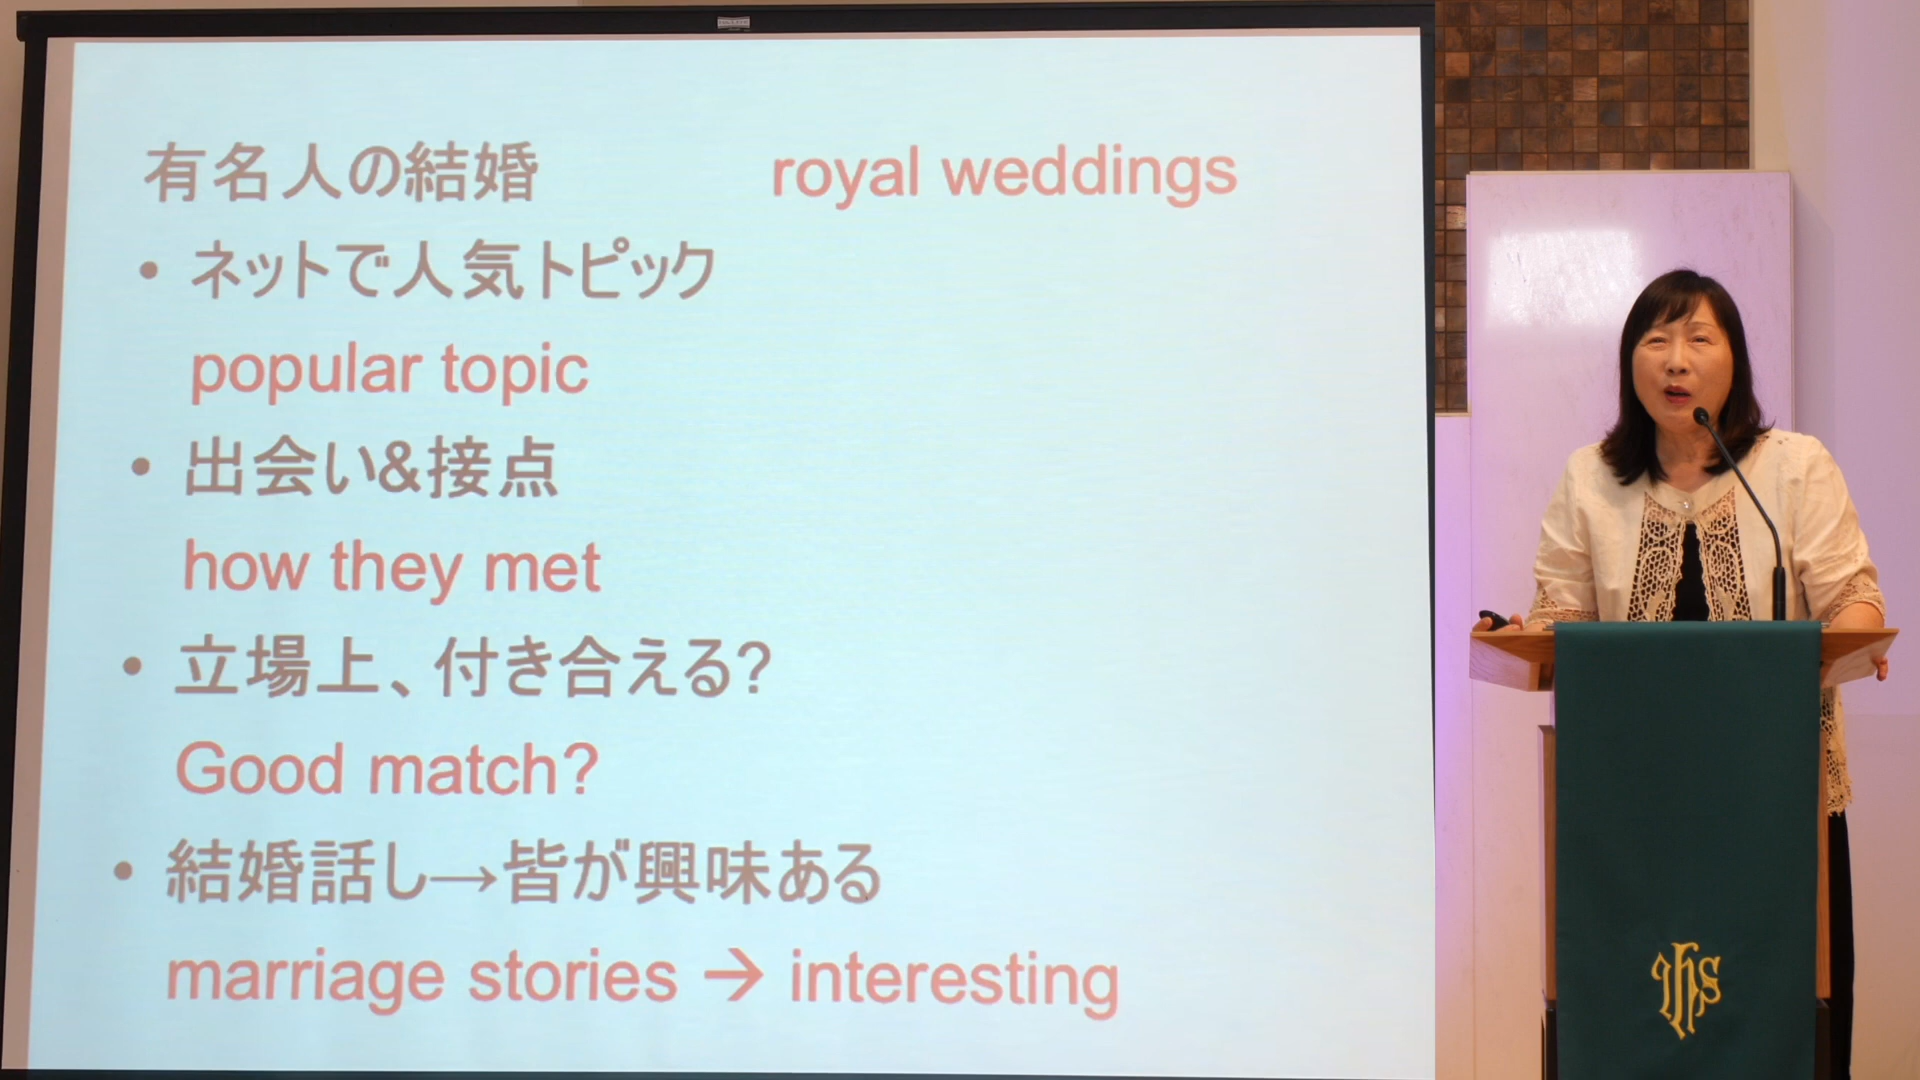 有名人の結婚 royal weddings
• ネットで人気トピック
popular topic
• 出会い&接点
how they met
• 立場上、付き合える?
Good match?
• 結婚話し→皆が興味ある
marriage stories → interesting
IHS